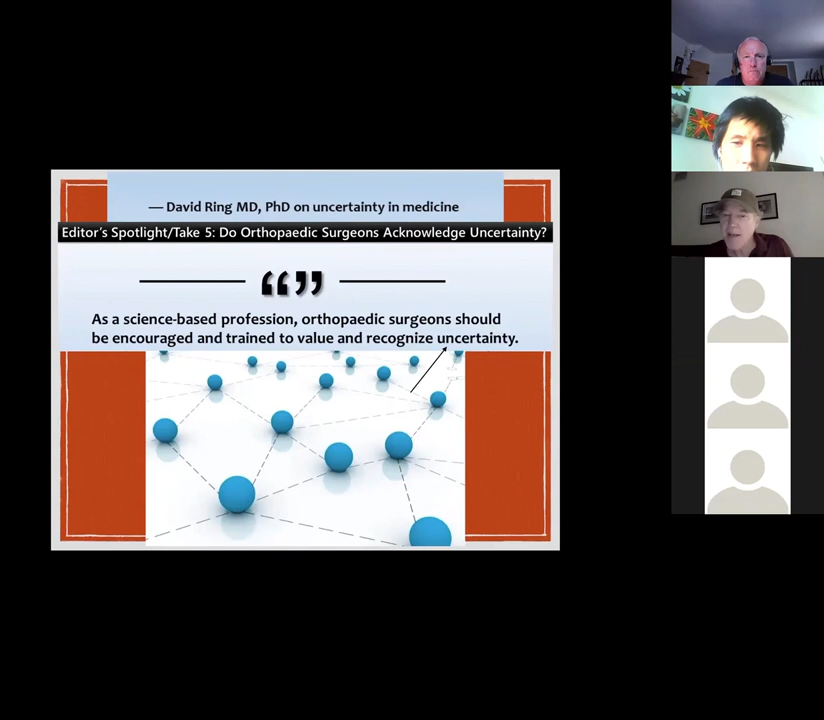 — David Ring MD, PhD on uncertainty in medicine
Editor's Spotlight/Take 5: Do Orthopaedic Surgeons Acknowledge Uncertainty?
“”
As a science-based profession, orthopaedic surgeons should
be encouraged and trained to value and recognize uncertainty.